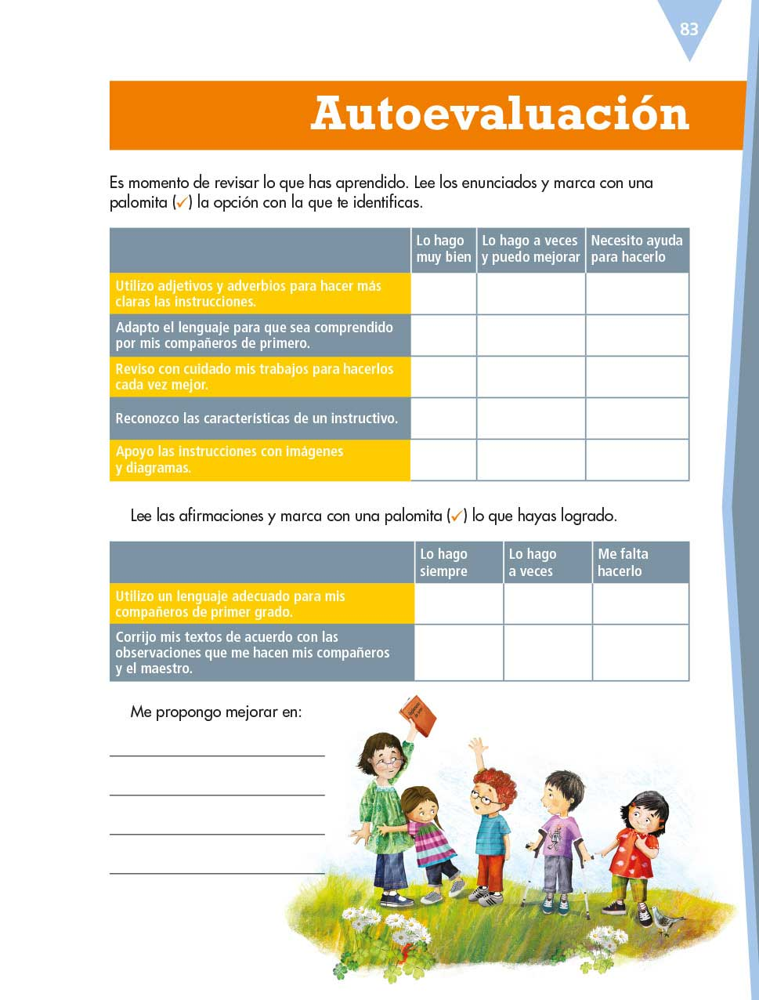 83
Autoevaluación
Es momento de revisar lo que has aprendido. Lee los enunciados y marca con una
palomita (✓) la opción con la que te identificas.
Lo hago
muy bien
Lo hago a veces
y puedo mejorar
Necesito ayuda
para hacerlo
Utilizo adjetivos y adverbios para hacer más
claras las instrucciones.
Adapto el lenguaje para que sea comprendido
por mis compañeros de primero.
Reviso con cuidado mis trabajos para hacerlos
cada vez mejor.
Reconozco las características de un instructivo.
Apoyo las instrucciones con imágenes
y diagramas.
Lee las afirmaciones y marca con una palomita (✓) lo que hayas logrado.
Lo hago
siempre
Lo hago
a veces
Me falta
hacerlo
Utilizo un lenguaje adecuado para mis
compañeros de primer grado.
Corrijo mis textos de acuerdo con las
observaciones que me hacen mis compañeros
y el maestro.
Me propongo mejorar en: